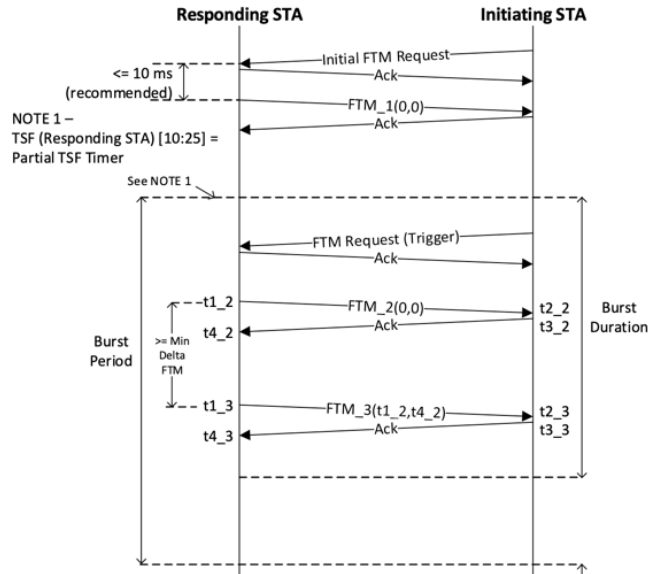 Responding STA
Initiating STA
Initial FTM Request
Ack
<= 10 ms
(recommended)
FTM_1(0,0)
Ack
NOTE 1 –
TSF (Responding STA) [10:25] =
Partial TSF Timer
See NOTE 1
FTM Request (Trigger)
Ack
t1_2
FTM_2(0,0)
t2_2
t4_2
Ack
t3_2
Burst
Duration
Burst
Period
>= Min
Delta
FTM
t1_3
FTM_3(t1_2,t4_2)
t2_3
t4_3
Ack
t3_3